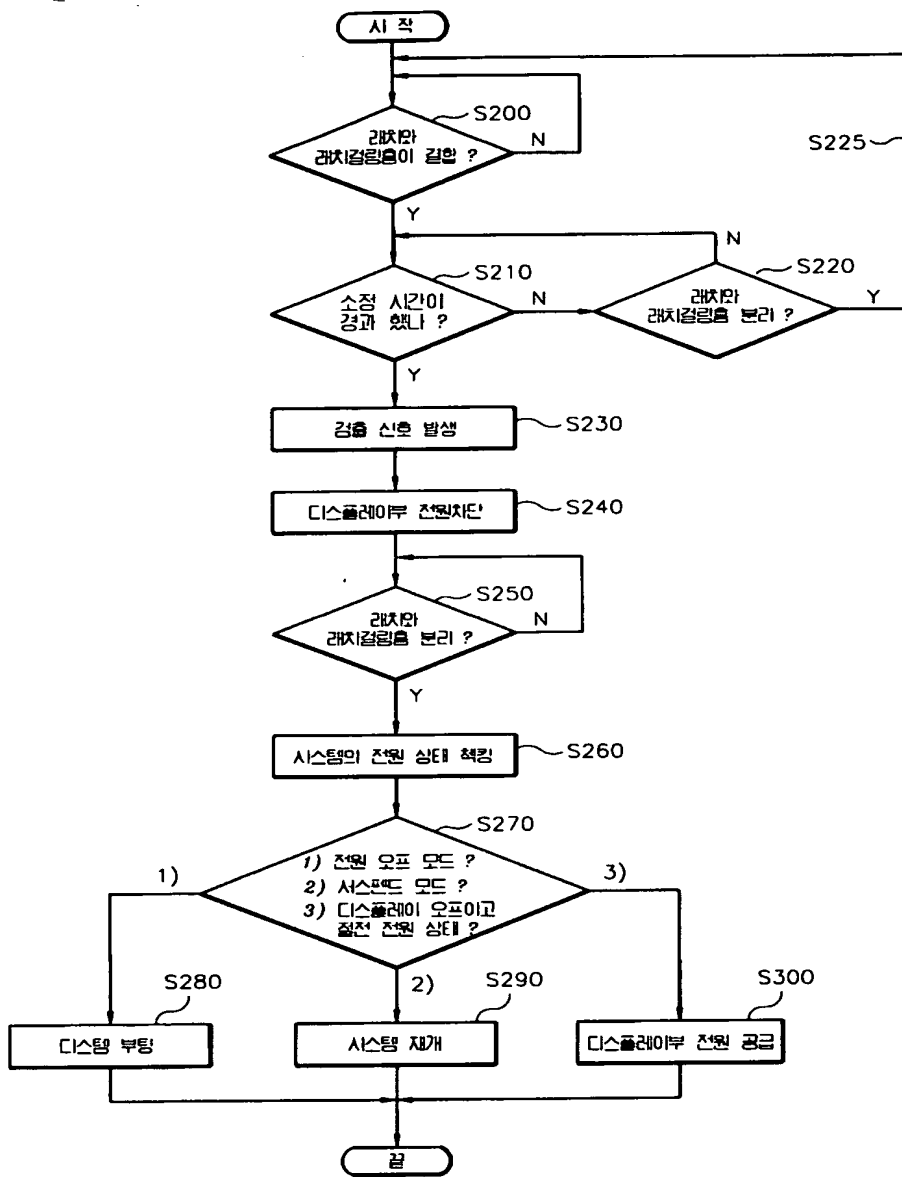 시 작
S200
래치와
래치걸림홈이 결합 ?
N
S225
Y
N
S210
소정 시간이
경과 했나 ?
N
S220
래치와
래치걸림홈 분리 ?
Y
Y
검출 신호 발생
S230
디스플레이부 전원차단
S240
S250
래치와
래치걸림홈 분리 ?
N
Y
시스템의 전원 상태 첵킹
S260
S270
1) 전원 오프 모드 ?
2) 서스펜드 모드 ?
3) 디스플레이 오프이고
절전 전원 상태 ?
1)
3)
2)
S280
S290
S300
디스템 부팅
시스템 재개
디스플레이부 전원 공급
끝